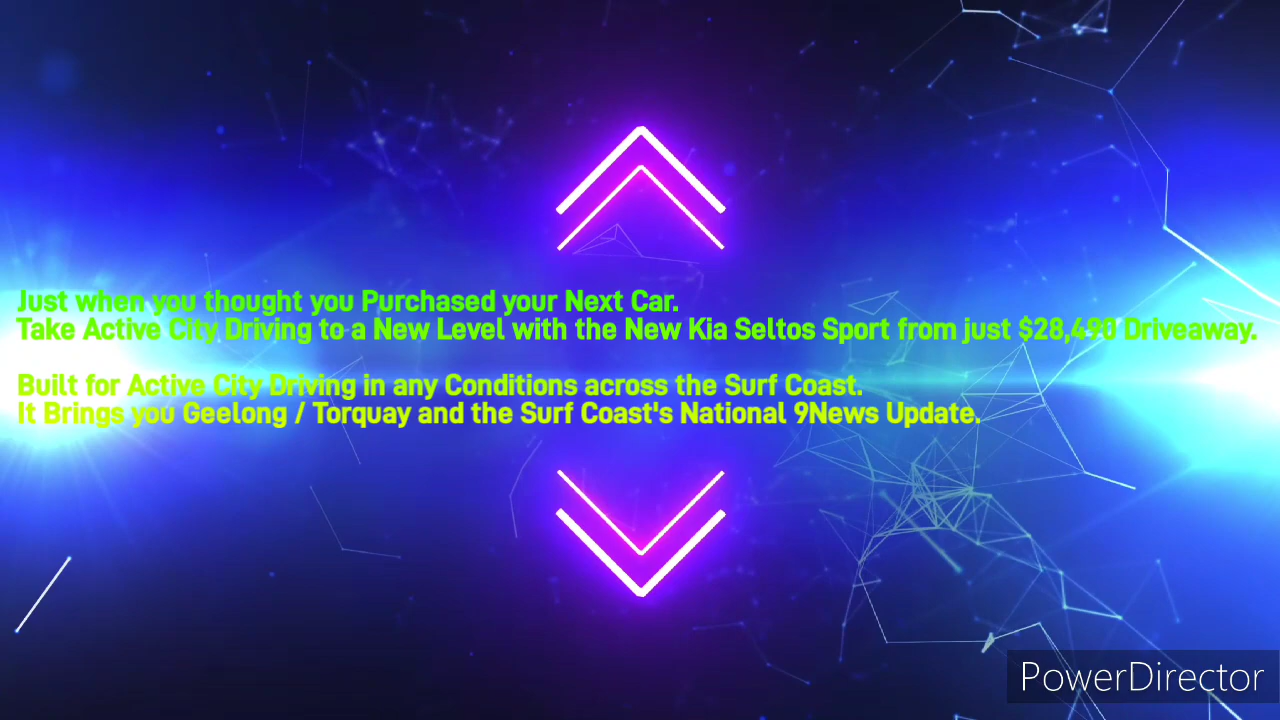 Just when you thought you Purchased your Next Car.
Take Active City Driving to a New Level with the New Kia Seltos Sport from just $28,490 Driveaway.
Built for Active City Driving in any Conditions across the Surf Coast.
It Brings you Geelong / Torquay and the Surf Coast's National 9News Update.
PowerDirector